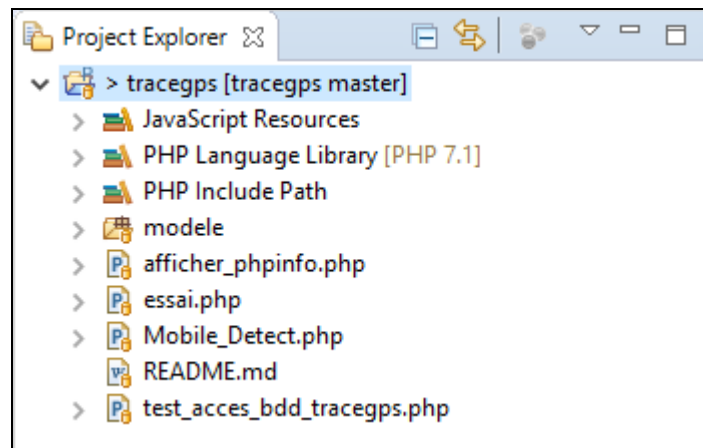 Project Explorer
> tracegps [tracegps master]
JavaScript Resources
PHP Language Library [PHP 7.1]
PHP Include Path
modele
afficher_phpinfo.php
essai.php
Mobile_Detect.php
README.md
test_acces_bdd_tracegps.php